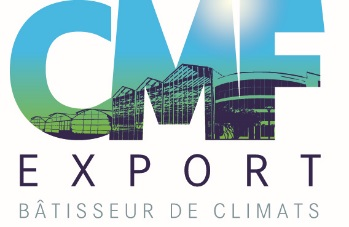 CMF
EXPORT
BÂTISSEUR DE CLIMATS